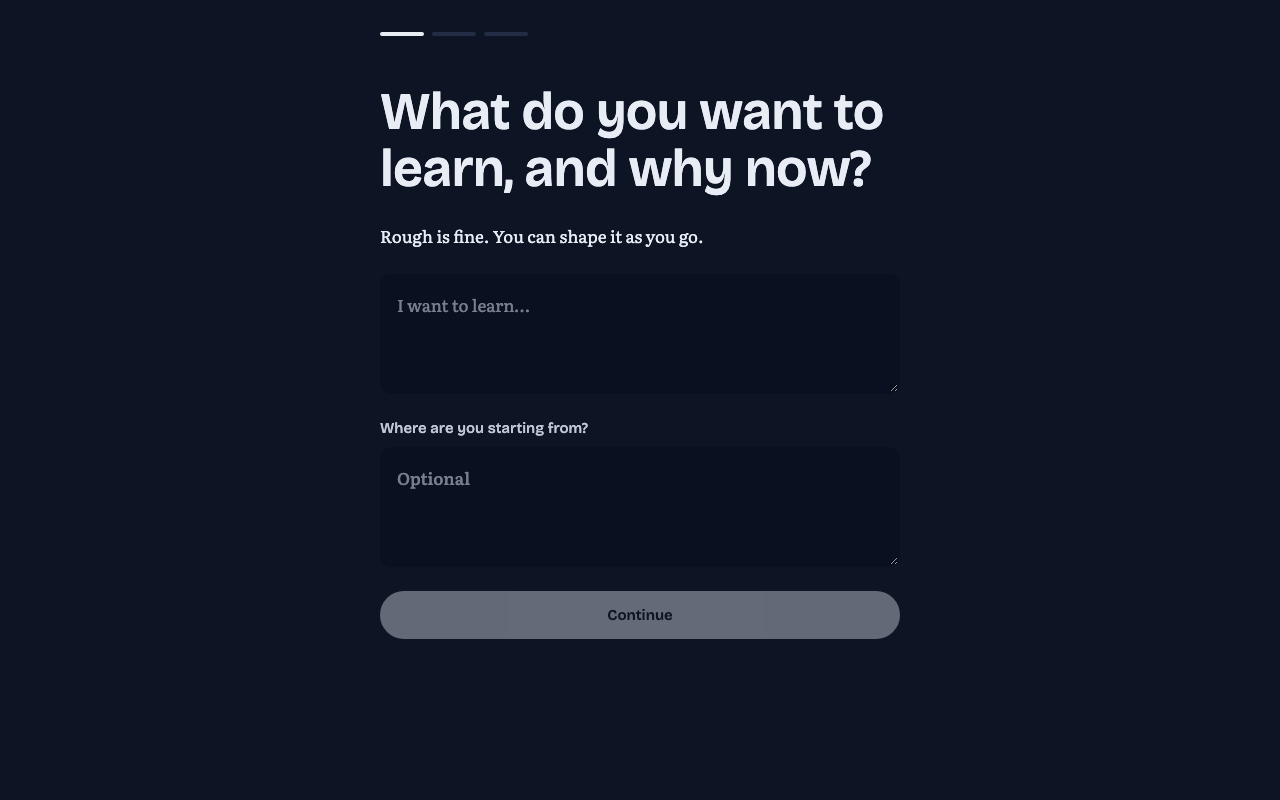 What do you want to
learn, and why now?
Rough is fine. You can shape it as you go.
I want to learn...
Where are you starting from?
Optional
Continue